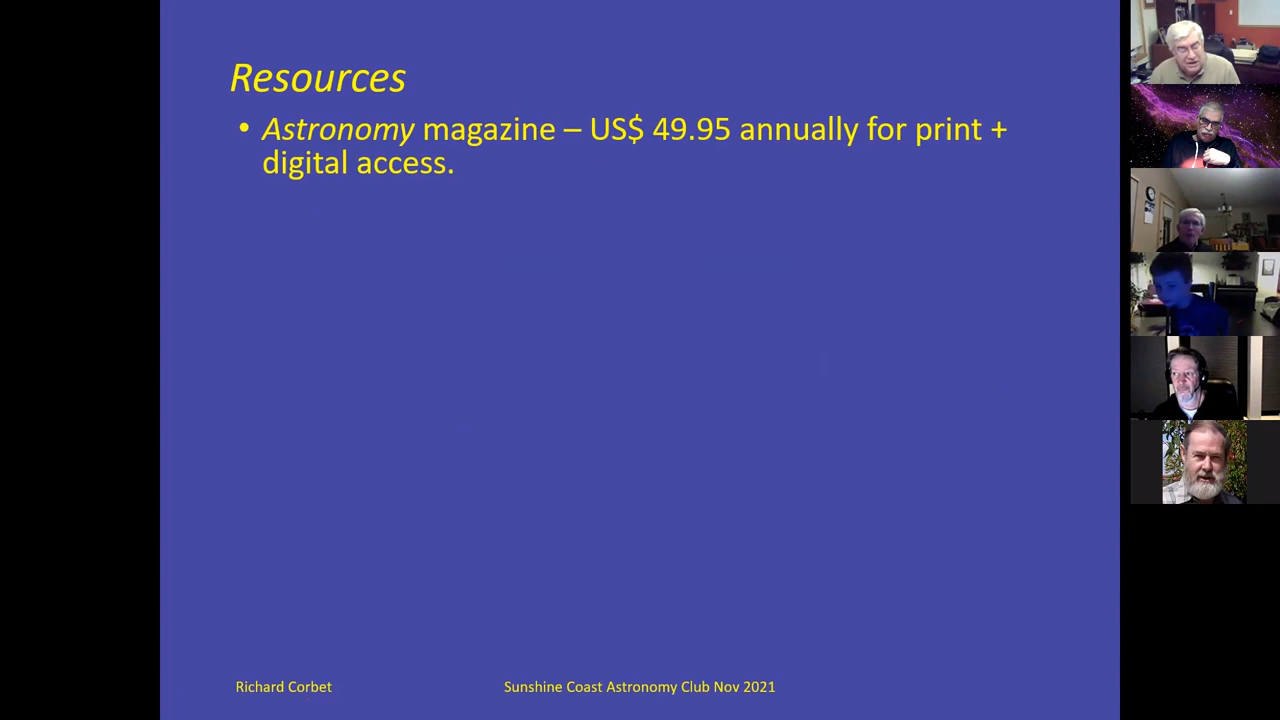 Resources
• Astronomy magazine – US$ 49.95 annually for print +
digital access.
Richard Corbet
Sunshine Coast Astronomy Club Nov 2021